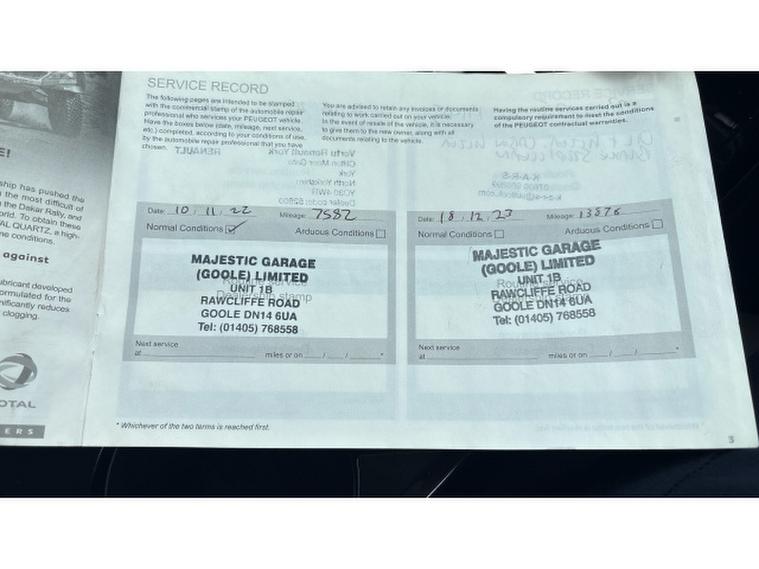 SERVICE RECORD
The following pages are intended to be stamped
with the commercial stamp of the automobile repair
professional who services your PEUGEOT vehicle.
Have the boxes below (date, mileage, next service,
etc.) completed, according to your conditions of use,
by the automobile repair professional that you have
chosen.
You are advised to retain any invoices or documents
relating to work carried out on your vehicle.
In the event of resale of the vehicle, it is necessary
to give them to the new owner, along with all
documents relating to the vehicle.
Having the routine services carried out is a
compulsory requirement to meet the conditions
of the PEUGEOT contractual warranties.
Date: 10.11.22 Mileage: 7582
Normal Conditions Arduous Conditions
MAJESTIC GARAGE
(GOOLE) LIMITED
UNIT 1B
RAWCLIFFE ROAD
GOOLE DN14 6UA
Tel: (01405) 768558
Next service
at miles or on / / *
Date: 18.12.23 Mileage: 13876
Normal Conditions Arduous Conditions
MAJESTIC GARAGE
(GOOLE) LIMITED
UNIT 1B
RAWCLIFFE ROAD
GOOLE DN14 6UA
Tel: (01405) 768558
Next service
at miles or on / / *
* Whichever of the two terms is reached first.
3
E!
ship has pushed the
the most difficult of
the Dakar Rally, and
orld. To obtain these
AL QUARTZ, a high-
ne conditions.
against
ubricant developed
ormulated for the
nificantly reduces
clogging.
OTAL
ERS